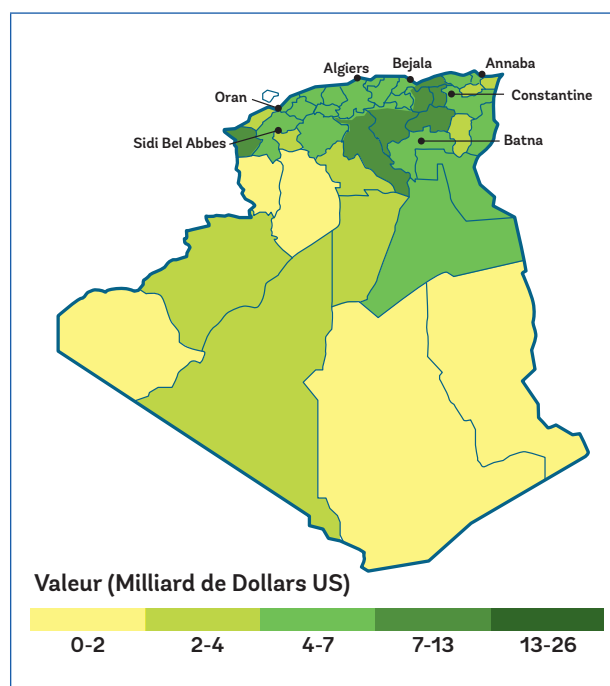 Algiers
Bejala
Annaba
Oran
Constantine
Sidi Bel Abbes
Batna
Valeur (Milliard de Dollars US)
0-2 2-4 4-7 7-13 13-26